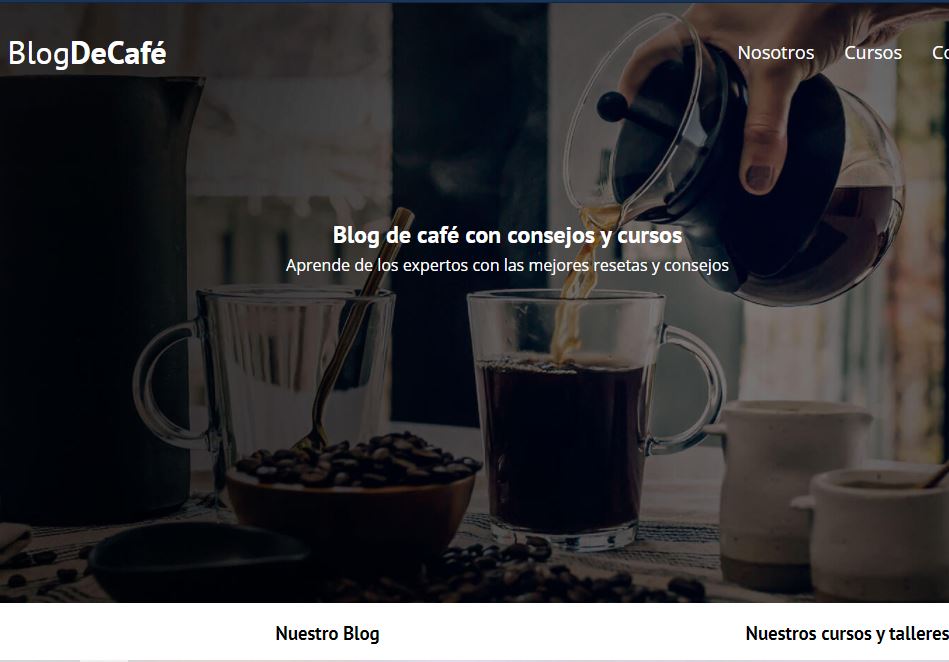 BlogDeCafé
Nosotros Cursos Co
Blog de café con consejos y cursos
Aprende de los expertos con las mejores resetas y consejos
Nuestro Blog
Nuestros cursos y talleres